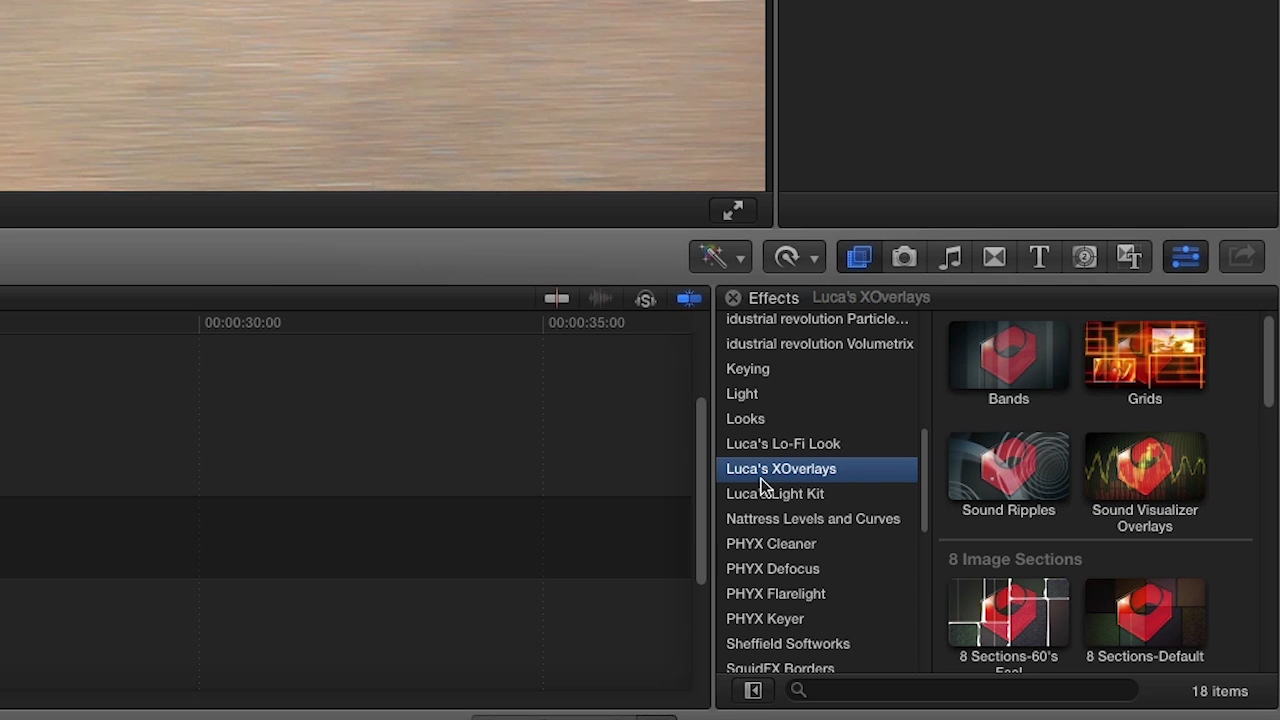 00:00:30:00
00:00:35:00
Effects Luca's XOverlays
idustrial revolution Particle...
idustrial revolution Volumetrix
Keying
Light
Looks
Luca's Lo-Fi Look
Luca's XOverlays
Luca's Light Kit
Nattress Levels and Curves
PHYX Cleaner
PHYX Defocus
PHYX Flarelight
PHYX Keyer
Sheffield Softworks
SquidFX Borders
Bands
Grids
Sound Ripples
Sound Visualizer
Overlays
8 Image Sections
8 Sections-60's
Feel
8 Sections-Default
18 items